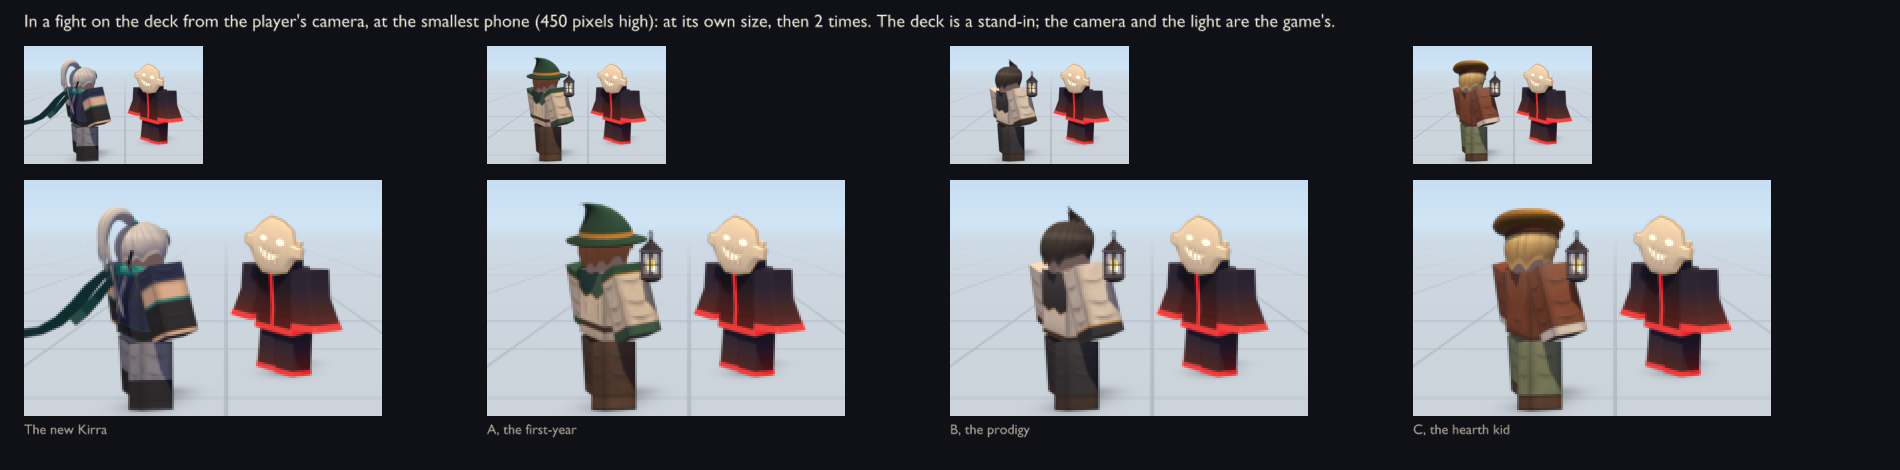 In a fight on the deck from the player's camera, at the smallest phone (450 pixels high): at its own size, then 2 times. The deck is a stand-in; the camera and the light are the game's.
The new Kirra
A, the first-year
B, the prodigy
C, the hearth kid